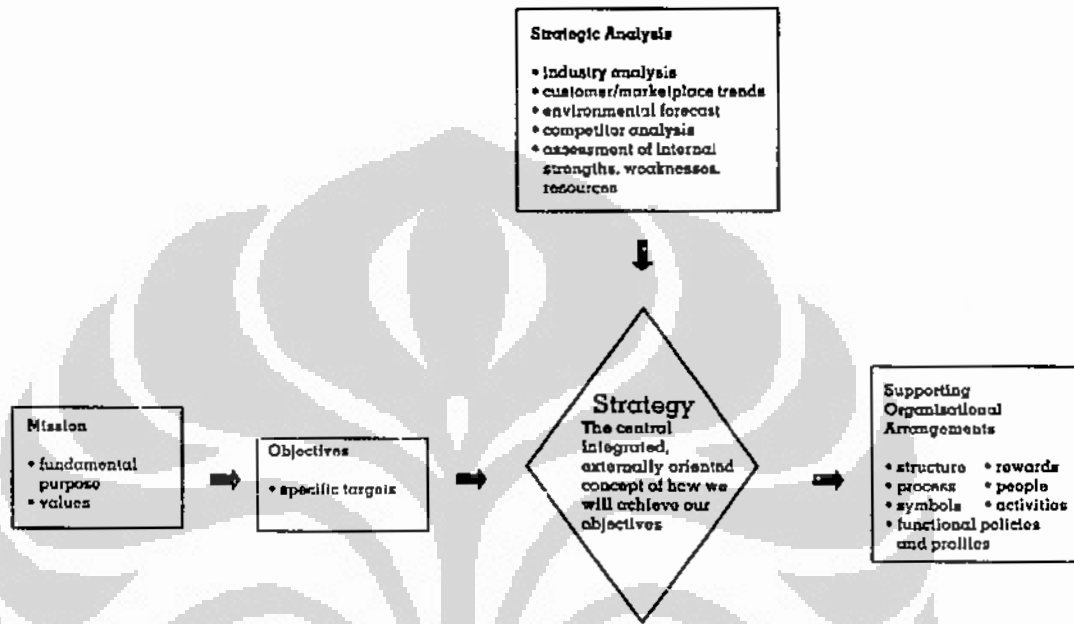 Strategic Analysis
• industry analysis
• customer/marketplace trends
• environmental forecast
• competitor analysis
• assessment of internal
strengths, weaknesses,
resources
Mission
• fundamental
purpose
• values
Objectives
• specific targets
Strategy
The central
integrated,
externally oriented
concept of how we
will achieve our
objectives
Supporting
Organisational
Arrangements
• structure • rewards
• process • people
• symbols • activities
• functional policies
and profiles